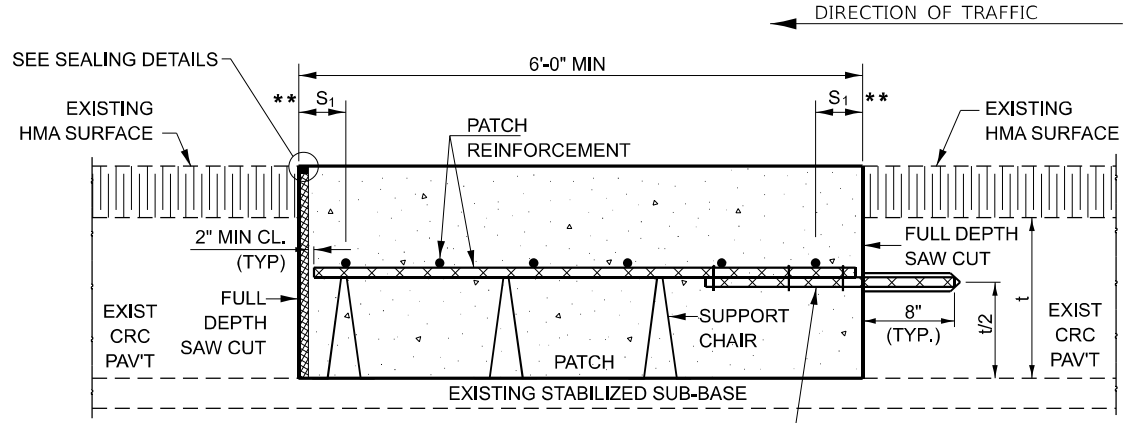 DIRECTION OF TRAFFIC
SEE SEALING DETAILS
6'-0" MIN
** S1
S1 **
EXISTING
HMA SURFACE
PATCH
REINFORCEMENT
EXISTING
HMA SURFACE
2" MIN CL.
(TYP)
FULL DEPTH
SAW CUT
FULL
DEPTH
SAW CUT
EXIST
CRC
PAV'T
SUPPORT
CHAIR
8"
(TYP.)
t/2
t
EXIST
CRC
PAV'T
PATCH
EXISTING STABILIZED SUB-BASE